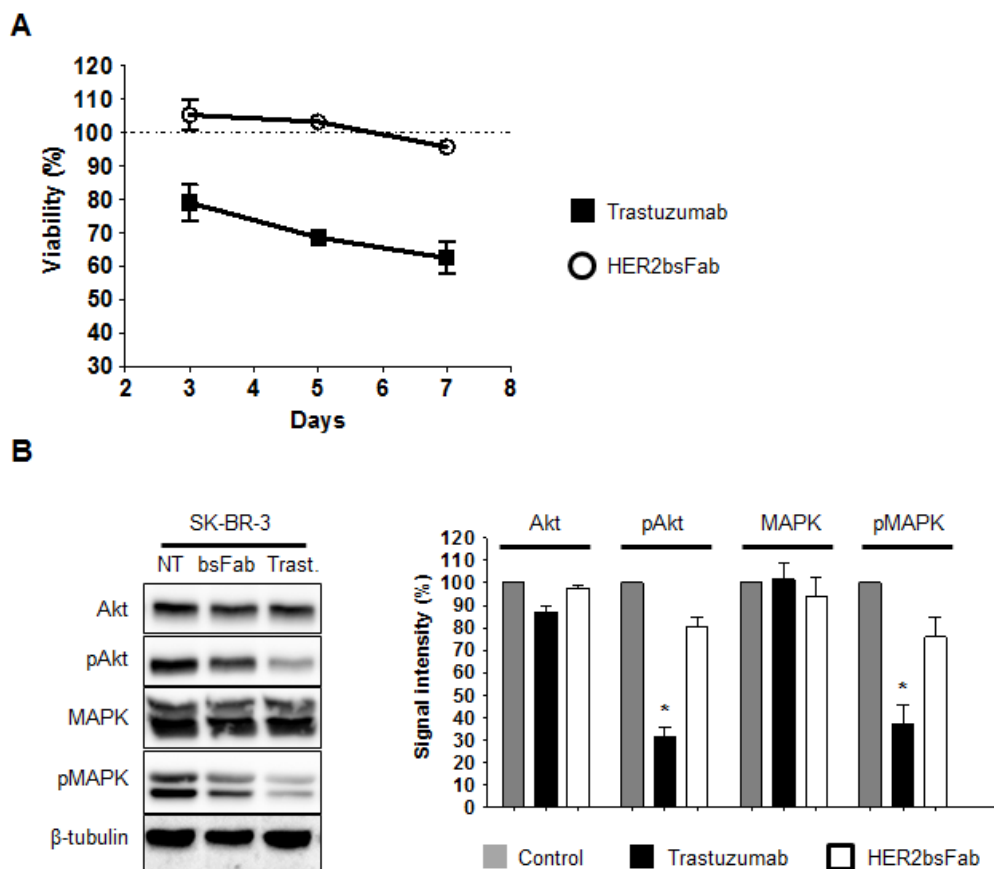 A
120
110
100
90
80
70
60
50
40
30
Viability (%)
2 3 4 5 6 7 8
Days
Trastuzumab
HER2bsFab
B
SK-BR-3
NT bsFab Trast.
Akt
pAkt
MAPK
pMAPK
β-tubulin
Akt pAkt MAPK pMAPK
120
110
100
90
80
70
60
50
40
30
20
10
0
Signal intensity (%)
* *
Control Trastuzumab HER2bsFab